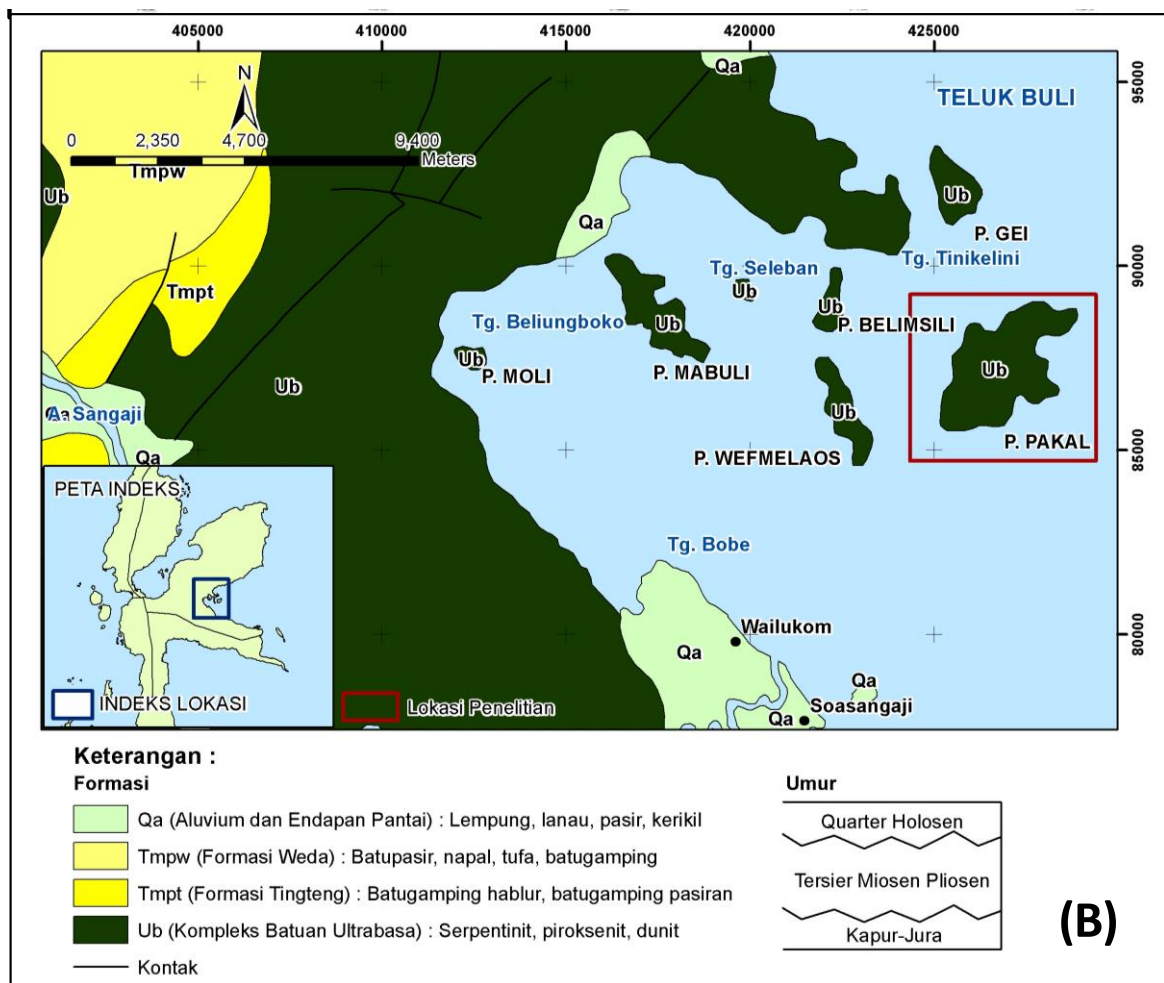 405000
410000
415000
420000
425000
N
Qa
TELUK BULI
95000
0 2,350 4,700 9,400
Meters
Tmpw
Ub
Ub
Qa
P. GEI
Tg. Tinikelini
Tg. Seleban
90000
Ub
Tmpt
Ub
P. BELIMSILI
Tg. Beliungboko
Ub
Ub
P. MOLI
P. MABULI
Ub
Ub
Ub
P. PAKAL
Qa
A. Sangaji
Qa
P. WEFMELAOS
85000
PETA INDEKS
Tg. Bobe
Wailukom
80000
Qa
Qa
Soasangaji
Qa
INDEKS LOKASI
Lokasi Penelitian
Keterangan :
Formasi
Qa (Aluvium dan Endapan Pantai) : Lempung, lanau, pasir, kerikil
Tmpw (Formasi Weda) : Batupasir, napal, tufa, batugamping
Tmpt (Formasi Tingteng) : Batugamping hablur, batugamping pasiran
Ub (Kompleks Batuan Ultrabasa) : Serpentinit, piroksenit, dunit
Kontak
Umur
Quarter Holosen
Tersier Miosen Pliosen
Kapur-Jura
(B)